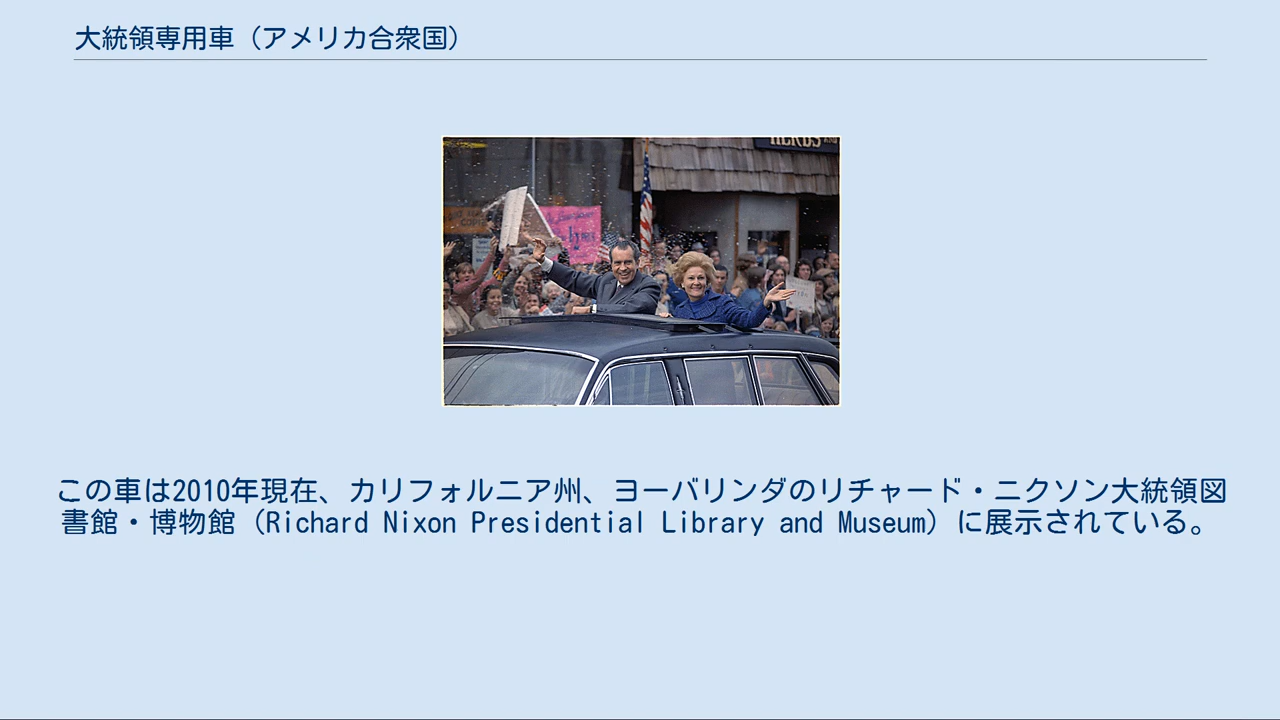 大統領専用車（アメリカ合衆国）
HERBS
この車は2010年現在、カリフォルニア州、ヨーバリンダのリチャード・ニクソン大統領図
書館・博物館（Richard Nixon Presidential Library and Museum）に展示されている。